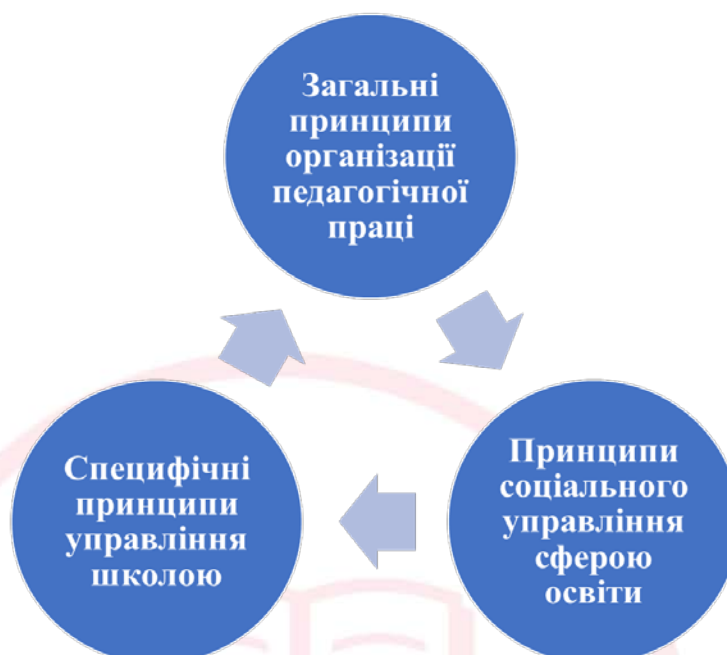 Загальні
принципи
організації
педагогічної
праці
Принципи
соціального
управління
сферою
освіти
Специфічні
принципи
управління
школою